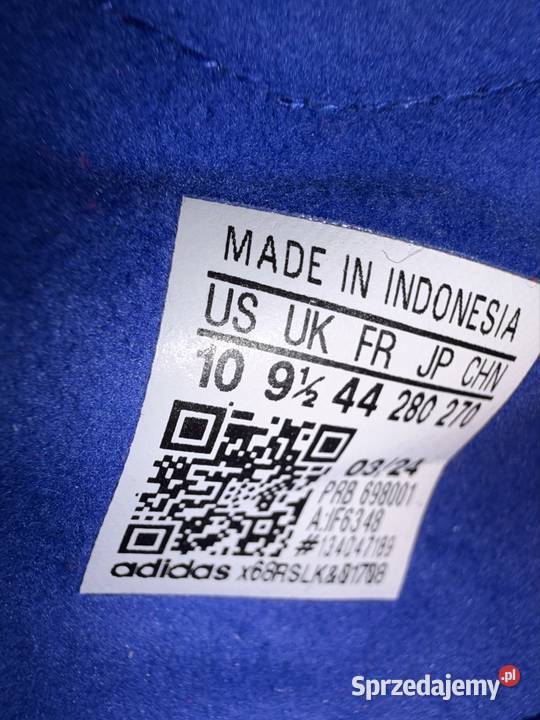 MADE IN INDONESIA
US UK FR JP CHN
10 9½ 44 280 270
03/24
PRB 698001
A:IF6348
#134047189
adidas x68RSLK&01708
Sprzedajemy.pl